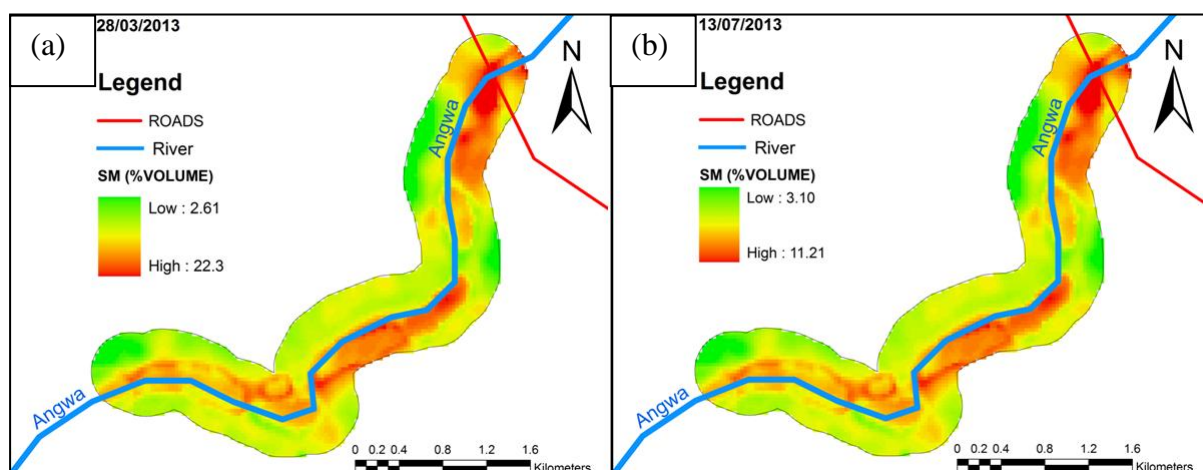 (a)
28/03/2013
N
Legend
ROADS
River
SM (%VOLUME)
Low : 2.61
High : 22.3
Angwa
Angwa
0 0.2 0.4 0.8 1.2 1.6
Kilometers
(b)
13/07/2013
N
Legend
ROADS
River
SM (%VOLUME)
Low : 3.10
High : 11.21
Angwa
Angwa
0 0.2 0.4 0.8 1.2 1.6
Kilometers